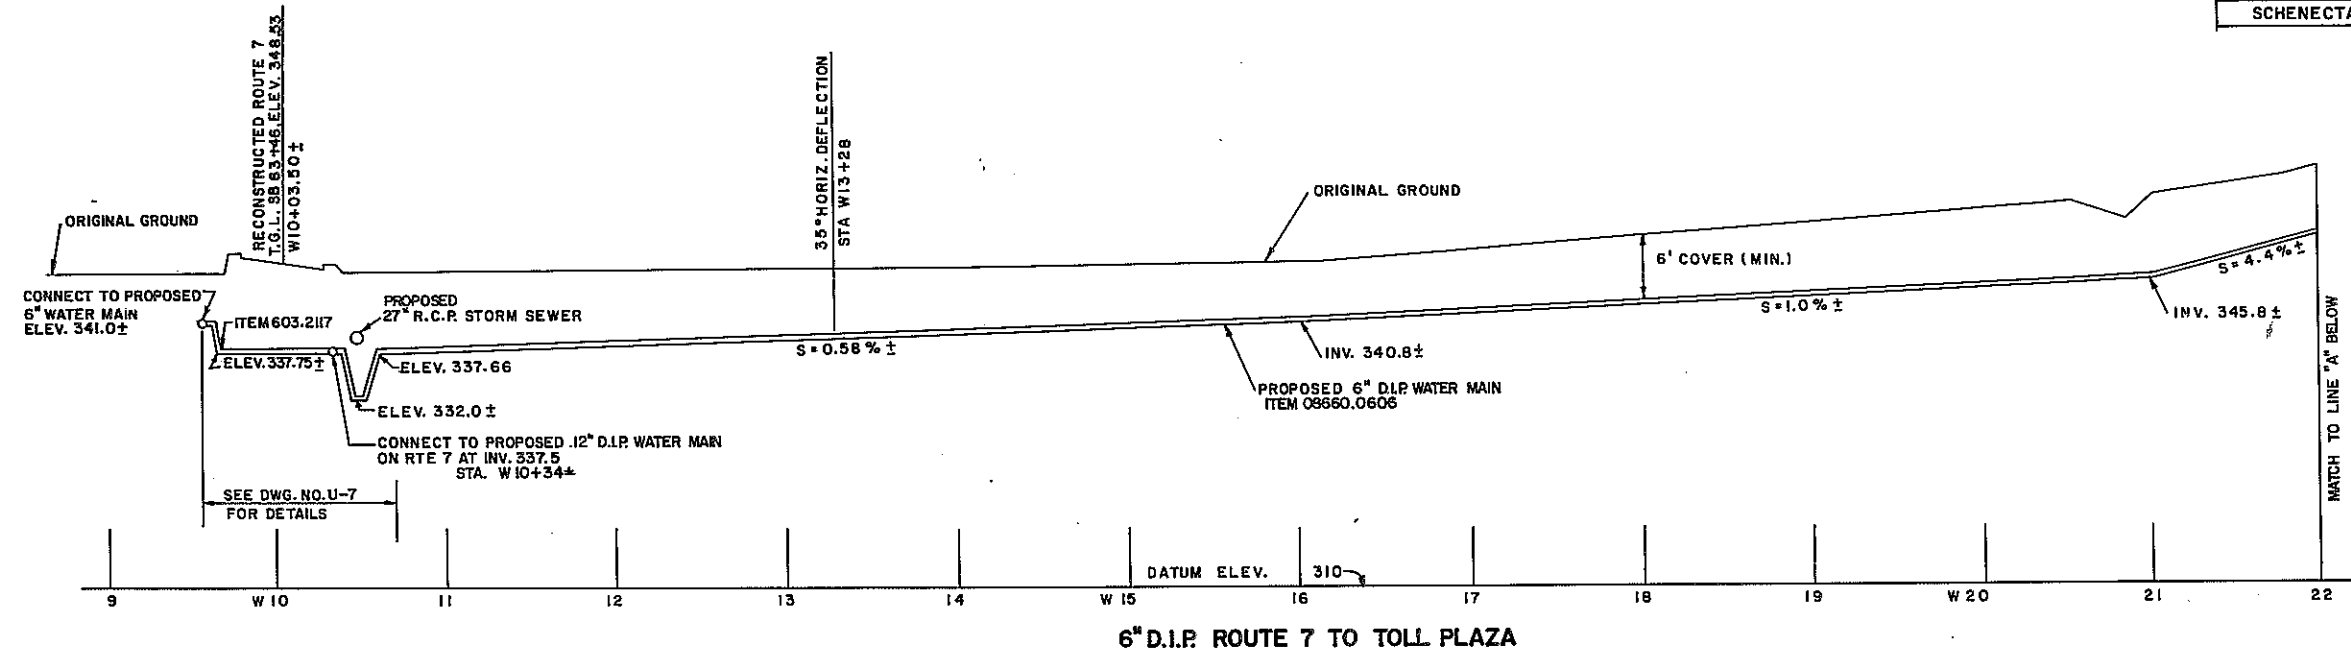 SCHENECTA
RECONSTRUCTED ROUTE 7
T.G.L. SB 63+46, ELEV. 348.53
W10+03.50±
35° HORIZ. DEFLECTION
STA W13+28
ORIGINAL GROUND
ORIGINAL GROUND
CONNECT TO PROPOSED
6" WATER MAIN
ELEV. 341.0±
ITEM 603.2117
ELEV. 337.75±
PROPOSED
27" R.C.P. STORM SEWER
ELEV. 337.66
ELEV. 332.0±
CONNECT TO PROPOSED 12" D.I.P. WATER MAIN
ON RTE 7 AT INV. 337.5
STA. W10+34±
SEE DWG. NO. U-7
FOR DETAILS
S=0.58% ±
INV. 340.8±
PROPOSED 6" D.I.P. WATER MAIN
ITEM 08660.0606
6' COVER (MIN.)
S=1.0% ±
S=4.4% ±
INV. 345.8±
MATCH TO LINE "A" BELOW
DATUM ELEV. 310
9 W10 11 12 13 14 W15 16 17 18 19 W20 21 22
6" D.I.P. ROUTE 7 TO TOLL PLAZA